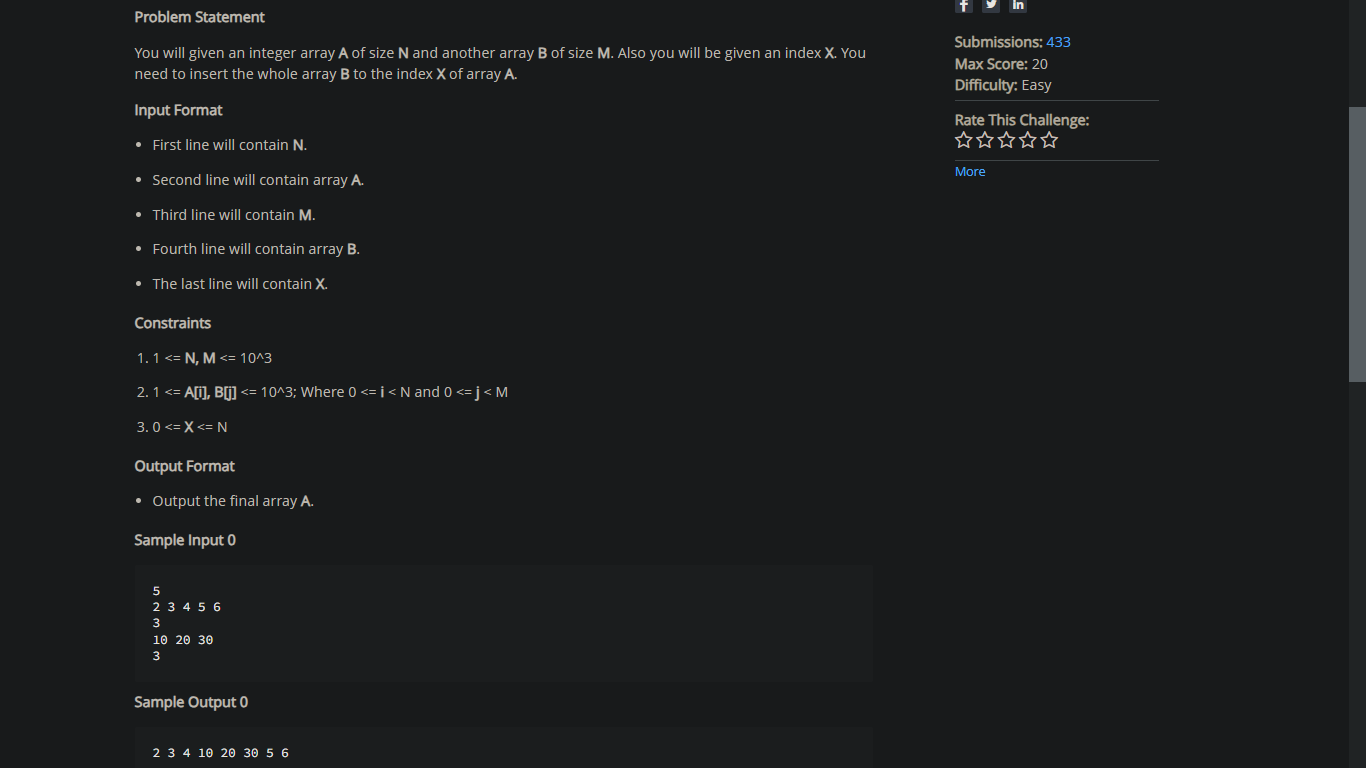 Problem Statement
You will given an integer array A of size N and another array B of size M. Also you will be given an index X. You
need to insert the whole array B to the index X of array A.
Input Format
• First line will contain N.
• Second line will contain array A.
• Third line will contain M.
• Fourth line will contain array B.
• The last line will contain X.
Constraints
1. 1 <= N, M <= 10^3
2. 1 <= A[i], B[j] <= 10^3; Where 0 <= i < N and 0 <= j < M
3. 0 <= X <= N
Output Format
• Output the final array A.
Sample Input 0
5
2 3 4 5 6
3
10 20 30
3
Sample Output 0
2 3 4 10 20 30 5 6
Submissions: 433
Max Score: 20
Difficulty: Easy
Rate This Challenge:
More